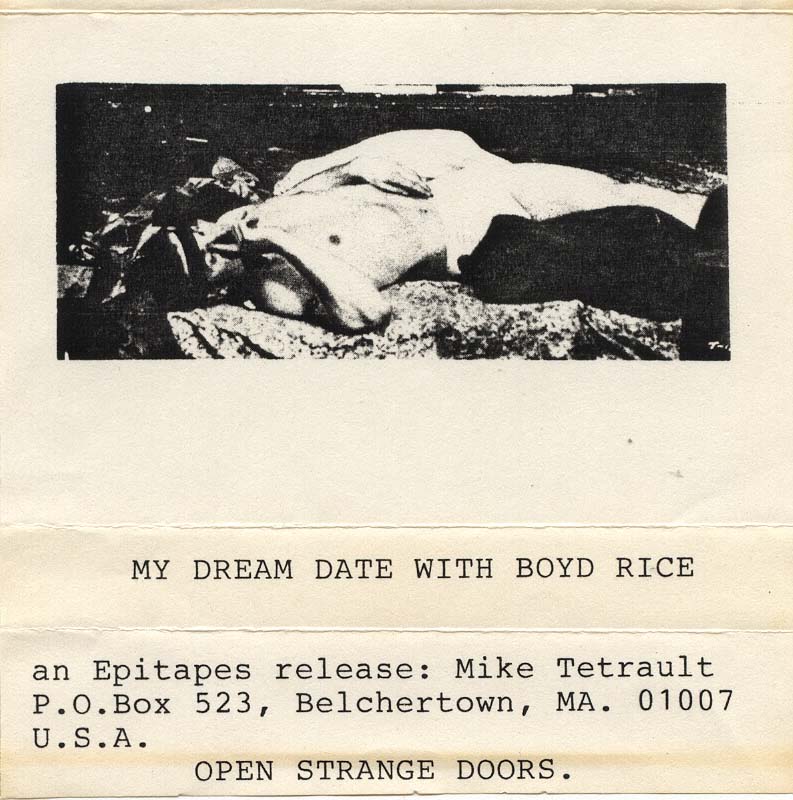 MY DREAM DATE WITH BOYD RICE
an Epitapes release: Mike Tetrault
P.O.Box 523, Belchertown, MA. 01007
U.S.A.
OPEN STRANGE DOORS.